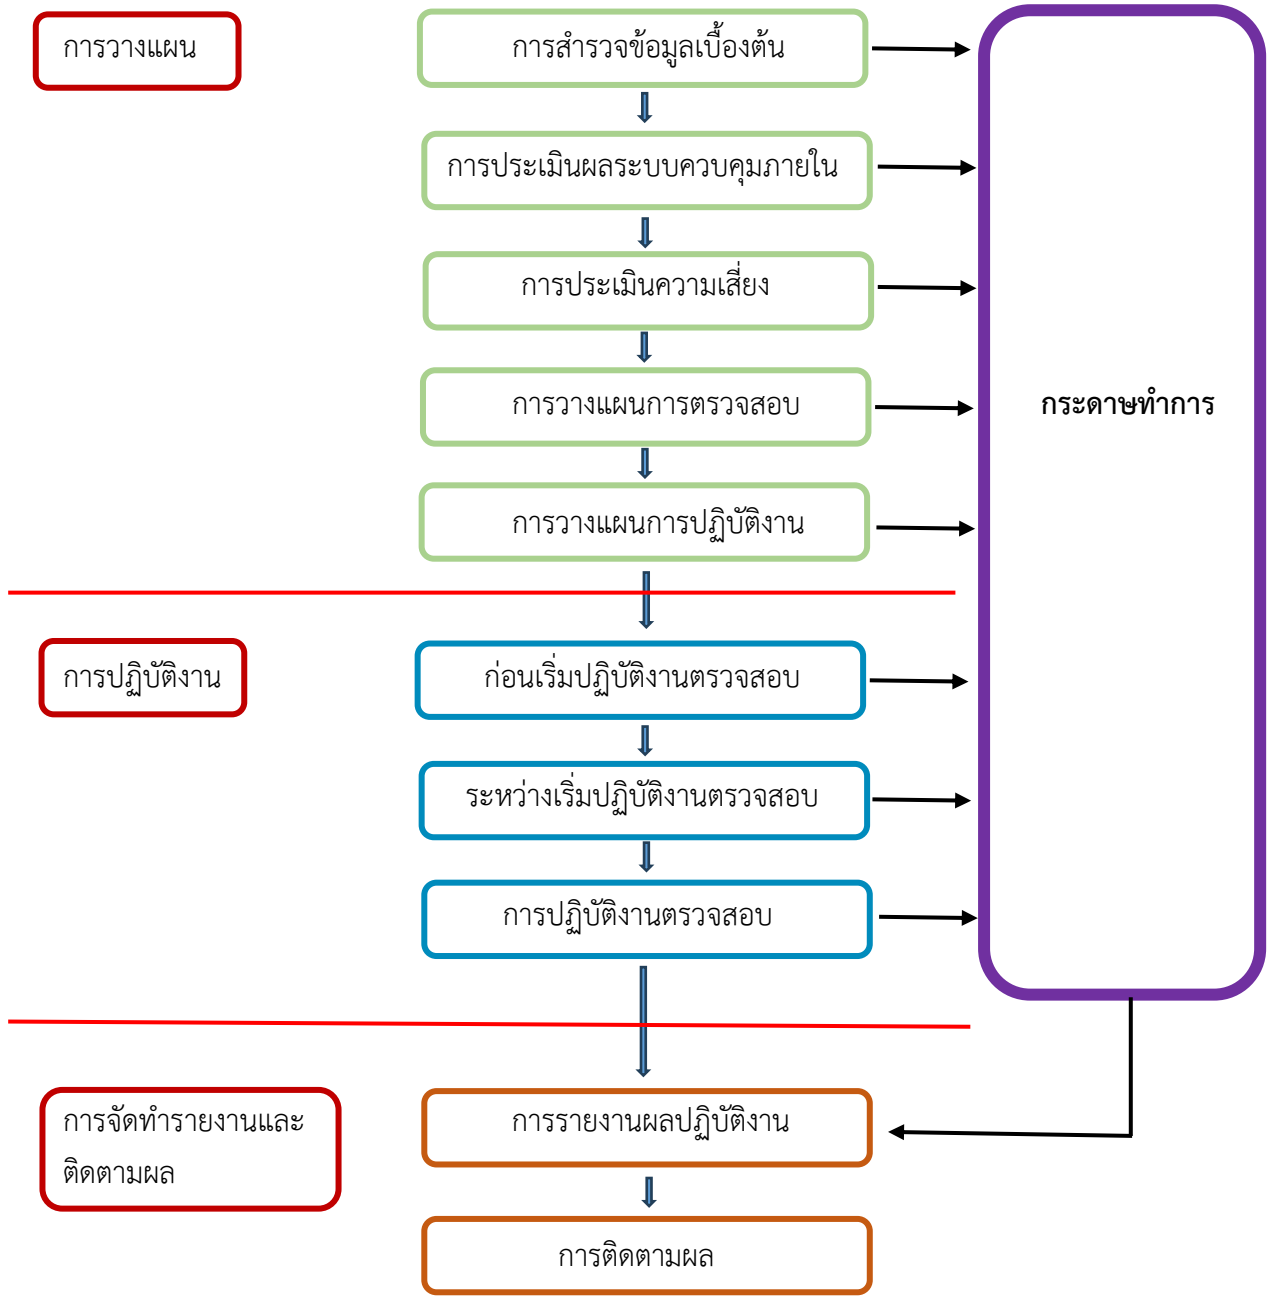 การวางแผน
การสำรวจข้อมูลเบื้องต้น
การประเมินผลระบบควบคุมภายใน
การประเมินความเสี่ยง
การวางแผนการตรวจสอบ
กระดาษทำการ
การวางแผนการปฏิบัติงาน
การปฏิบัติงาน
ก่อนเริ่มปฏิบัติงานตรวจสอบ
ระหว่างเริ่มปฏิบัติงานตรวจสอบ
การปฏิบัติงานตรวจสอบ
การจัดทำรายงานและ
ติดตามผล
การรายงานผลปฏิบัติงาน
การติดตามผล